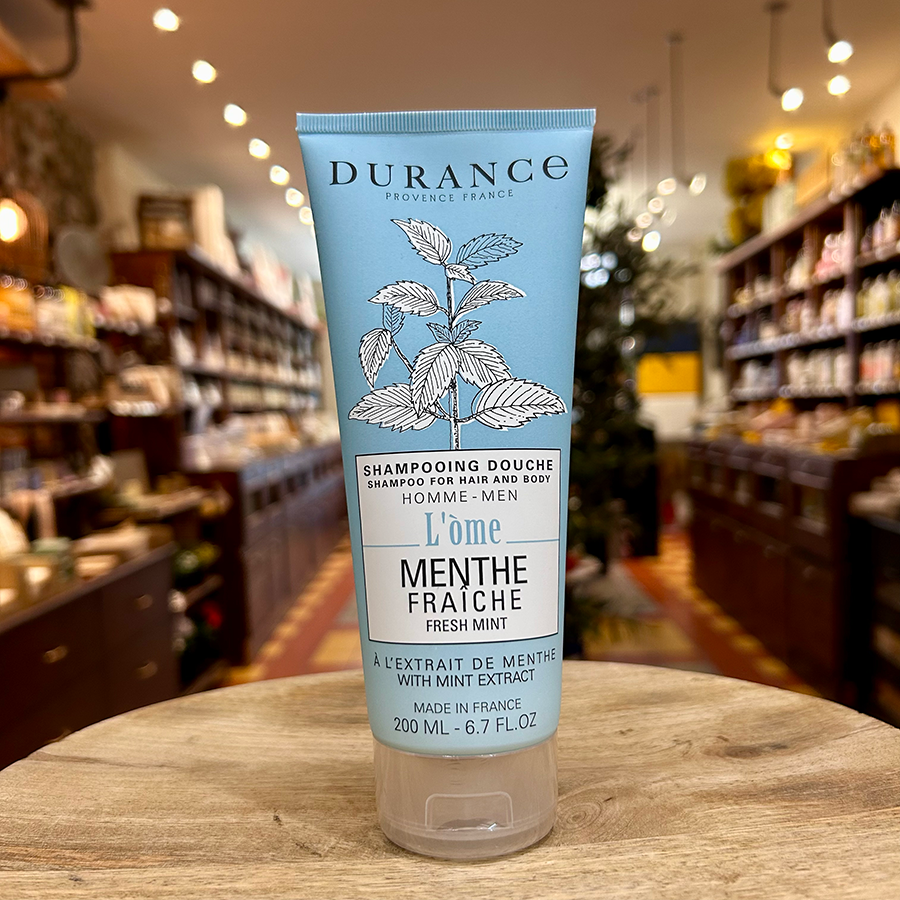 DURANCe
PROVENCE FRANCE
SHAMPOOING DOUCHE
SHAMPOO FOR HAIR AND BODY
HOMME - MEN
L'òme
MENTHE
FRAÎCHE
FRESH MINT
À L'EXTRAIT DE MENTHE
WITH MINT EXTRACT
MADE IN FRANCE
200 ML - 6.7 FL.OZ